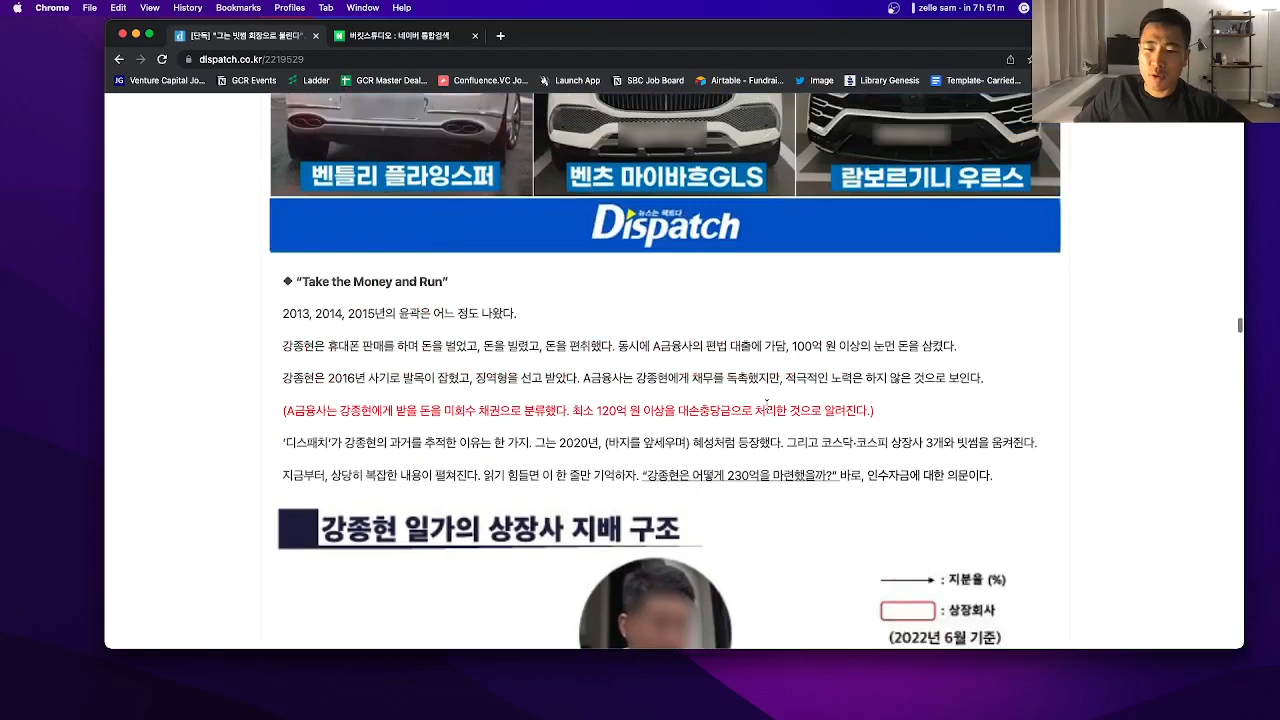 Chrome File Edit View History Bookmarks Profiles Tab Window Help
zelle sam - in 7 h 51 m
[단독] "그는 빗썸 회장으로 불린다"
버킷스튜디오 : 네이버 통합검색
dispatch.co.kr/2219529
Venture Capital Jo... GCR Events Ladder GCR Master Deal... Confluence.VC Jo... Launch App SBC Job Board Airtable - Fundrai... Image Library Genesis Template- Carried...
벤틀리 플라잉스퍼 벤츠 마이바흐GLS 람보르기니 우르스
뉴스는 팩트다
Dispatch
❖ “Take the Money and Run”
2013, 2014, 2015년의 윤곽은 어느 정도 나왔다.
강종현은 휴대폰 판매를 하며 돈을 벌었고, 돈을 빌렸고, 돈을 편취했다. 동시에 A금융사의 편법 대출에 가담, 100억 원 이상의 눈먼 돈을 삼켰다.
강종현은 2016년 사기로 발목이 잡혔고, 징역형을 선고 받았다. A금융사는 강종현에게 채무를 독촉했지만, 적극적인 노력은 하지 않은 것으로 보인다.
(A금융사는 강종현에게 받을 돈을 미회수 채권으로 분류했다. 최소 120억 원 이상을 대손충당금으로 처리한 것으로 알려진다.)
‘디스패치’가 강종현의 과거를 추적한 이유는 한 가지. 그는 2020년, (바지를 앞세우며) 혜성처럼 등장했다. 그리고 코스닥·코스피 상장사 3개와 빗썸을 움켜쥔다.
지금부터, 상당히 복잡한 내용이 펼쳐진다. 읽기 힘들면 이 한 줄만 기억하자. “강종현은 어떻게 230억을 마련했을까?” 바로, 인수자금에 대한 의문이다.
강종현 일가의 상장사 지배 구조
: 지분율 (%)
: 상장회사
(2022년 6월 기준)